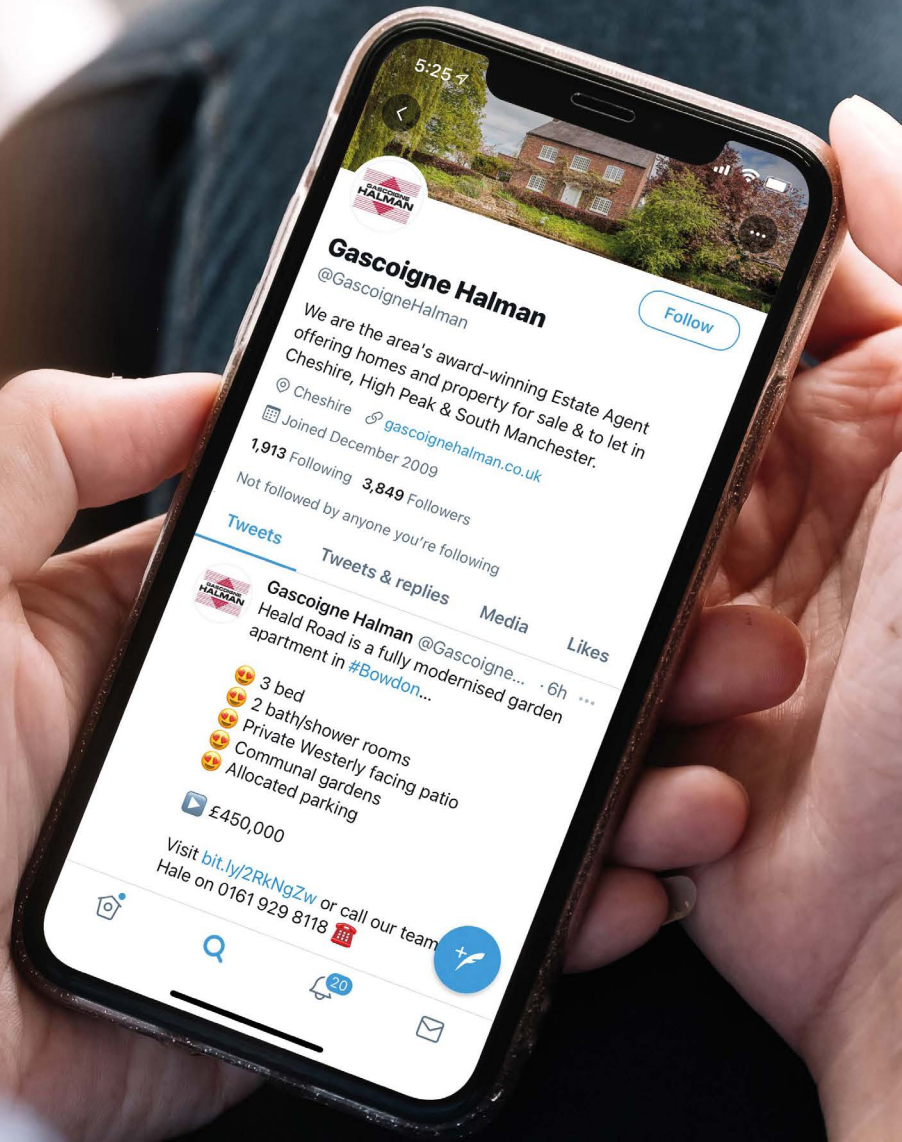 5:25
GASCOIGNE
HALMAN
Gascoigne Halman
@GascoigneHalman
Follow
We are the area's award-winning Estate Agent
offering homes and property for sale & to let in
Cheshire, High Peak & South Manchester.
Cheshire gascoignehalman.co.uk
Joined December 2009
1,913 Following 3,849 Followers
Not followed by anyone you're following
Tweets Tweets & replies Media Likes
GASCOIGNE
HALMAN
Gascoigne Halman @Gascoigne... · 6h ...
Heald Road is a fully modernised garden
apartment in #Bowdon...
😍 3 bed
😍 2 bath/shower rooms
😍 Private Westerly facing patio
😍 Communal gardens
😍 Allocated parking
▶️ £450,000
Visit bit.ly/2RkNgZw or call our team
Hale on 0161 929 8118 ☎️
20